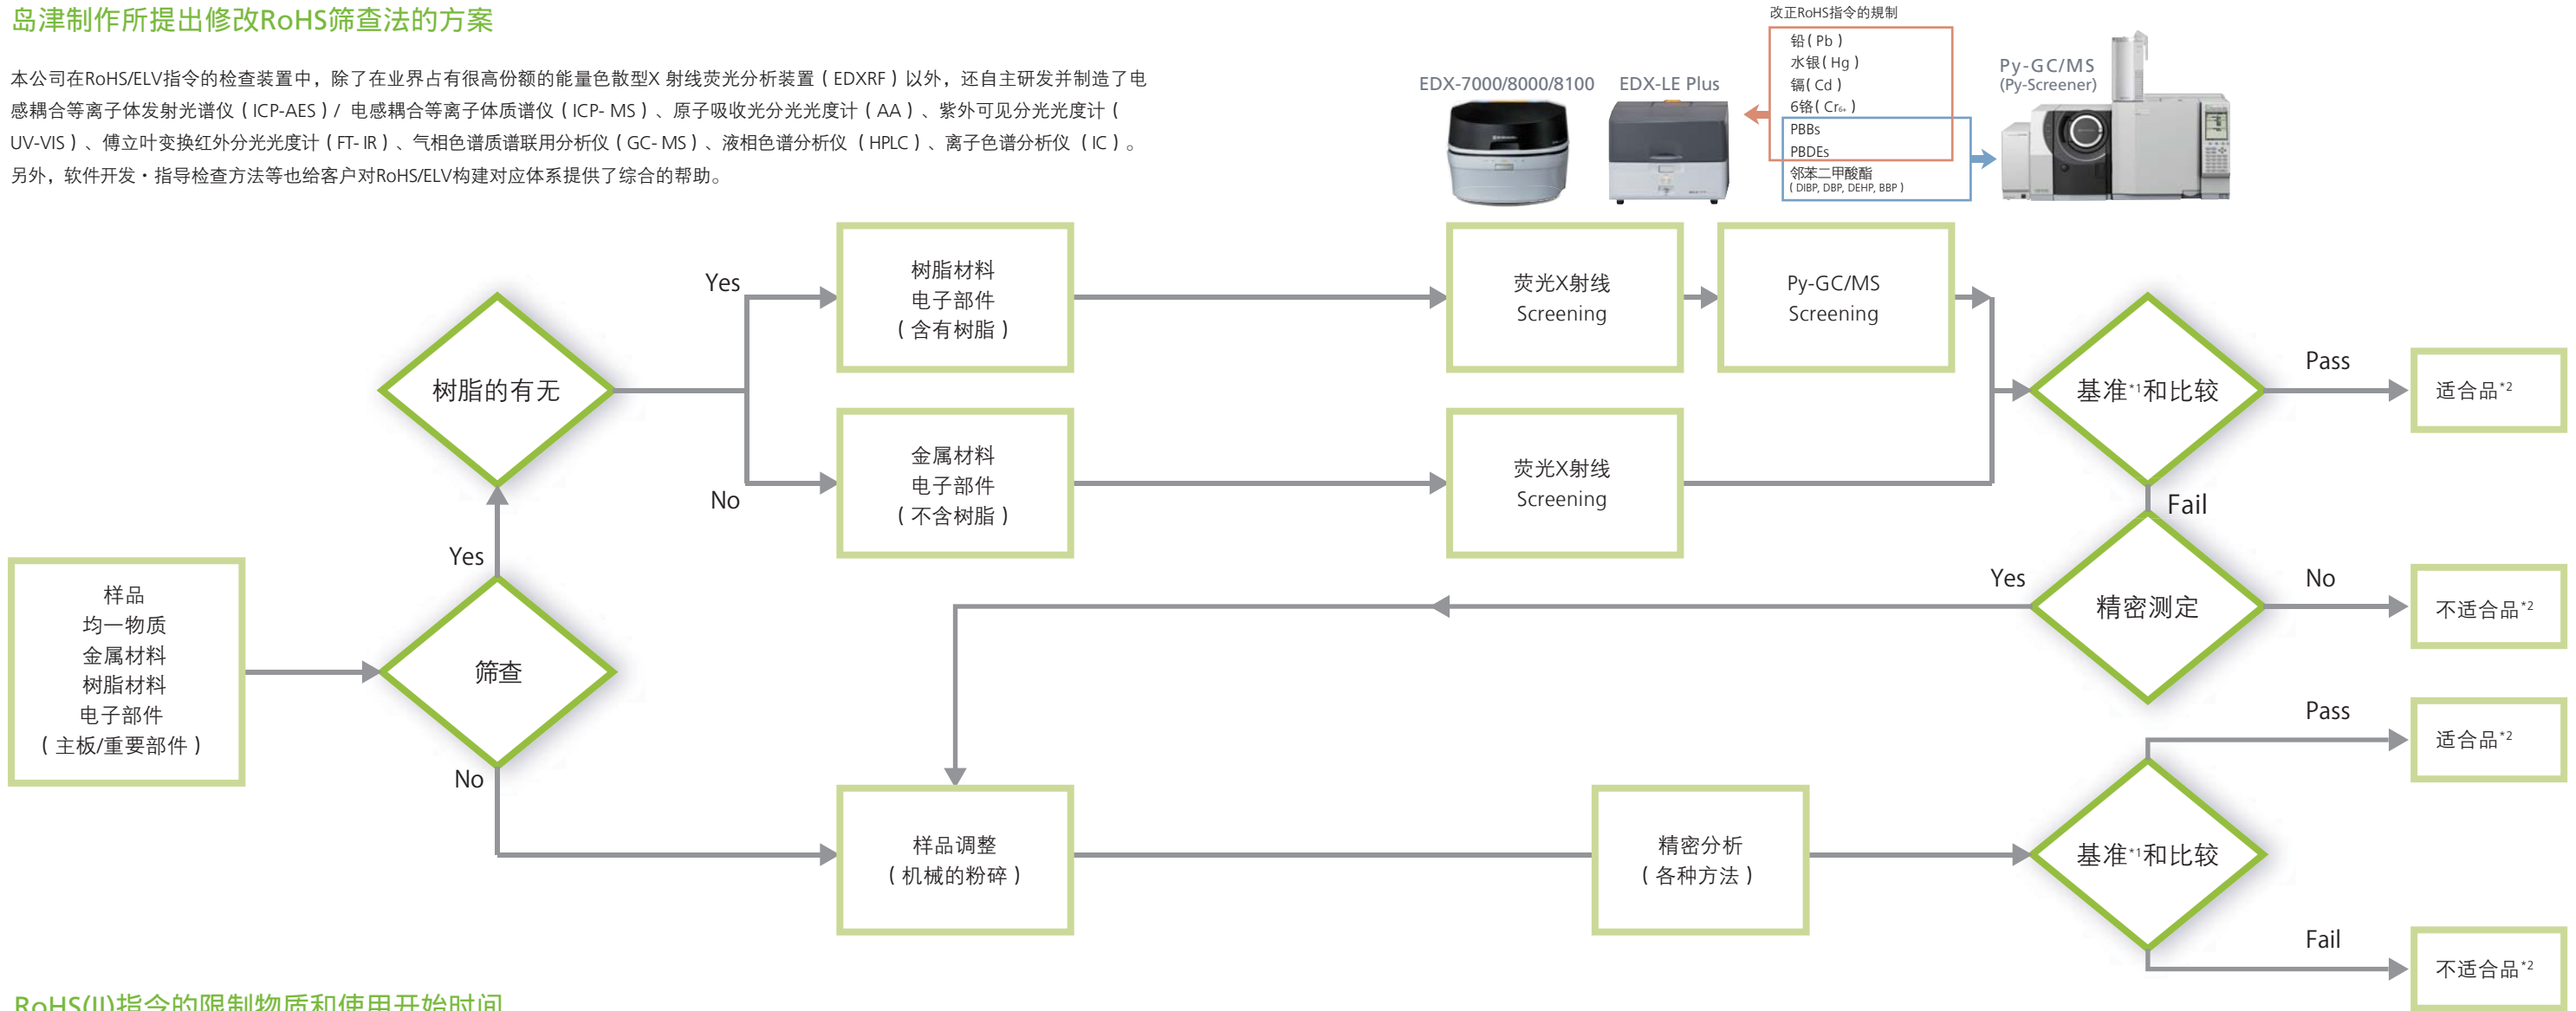 岛津制作所提出修改RoHS筛查法的方案
本公司在RoHS/ELV指令的检查装置中，除了在业界占有很高份额的能量色散型X 射线荧光分析装置（EDXRF）以外，还自主研发并制造了电
感耦合等离子体发射光谱仪（ICP-AES）/ 电感耦合等离子体质谱仪（ICP- MS）、原子吸收光分光光度计（AA）、紫外可见分光光度计（
UV-VIS）、傅立叶变换红外分光光度计（FT- IR）、气相色谱质谱联用分析仪（GC- MS）、液相色谱分析仪 （HPLC）、离子色谱分析仪 （IC）。
另外，软件开发・指导检查方法等也给客户对RoHS/ELV构建对应体系提供了综合的帮助。
改正RoHS指令的規制
EDX-7000/8000/8100
EDX-LE Plus
铅( Pb )
水银( Hg )
镉( Cd )
6铬( Cr6+ )
PBBs
PBDEs
邻苯二甲酸酯
( DIBP, DBP, DEHP, BBP )
Py-GC/MS
(Py-Screener)
样品
均一物质
金属材料
树脂材料
电子部件
（主板/重要部件）
筛查
Yes
No
树脂的有无
Yes
No
树脂材料
电子部件
（含有树脂）
荧光X射线
Screening
Py-GC/MS
Screening
金属材料
电子部件
（不含树脂）
荧光X射线
Screening
基准*1和比较
Pass
适合品*2
Fail
精密测定
Yes
No
不适合品*2
样品调整
（机械的粉碎）
精密分析
（各种方法）
基准*1和比较
Pass
适合品*2
Fail
不适合品*2
RoHS(II)指令的限制物质和使用开始时间